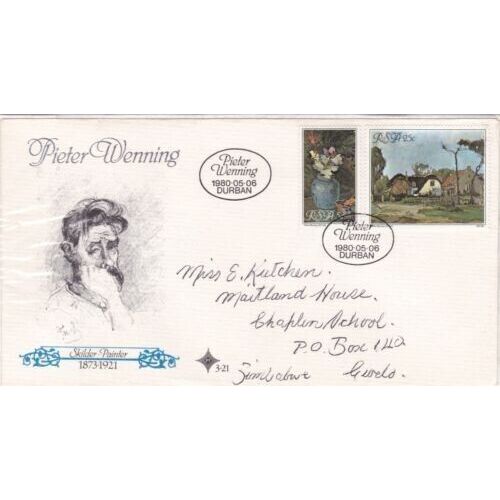 Pieter Wenning
Pieter
Wenning
1980·05·06
DURBAN
RSA
RSA 25c
Pieter
Wenning
1980·05·06
DURBAN
Miss E. Kutchen.
Maitland House.
Chaplin School.
P.O. Box 140
Zimbabwe Gwelo.
Skilder Painter
1873-1921
3·21